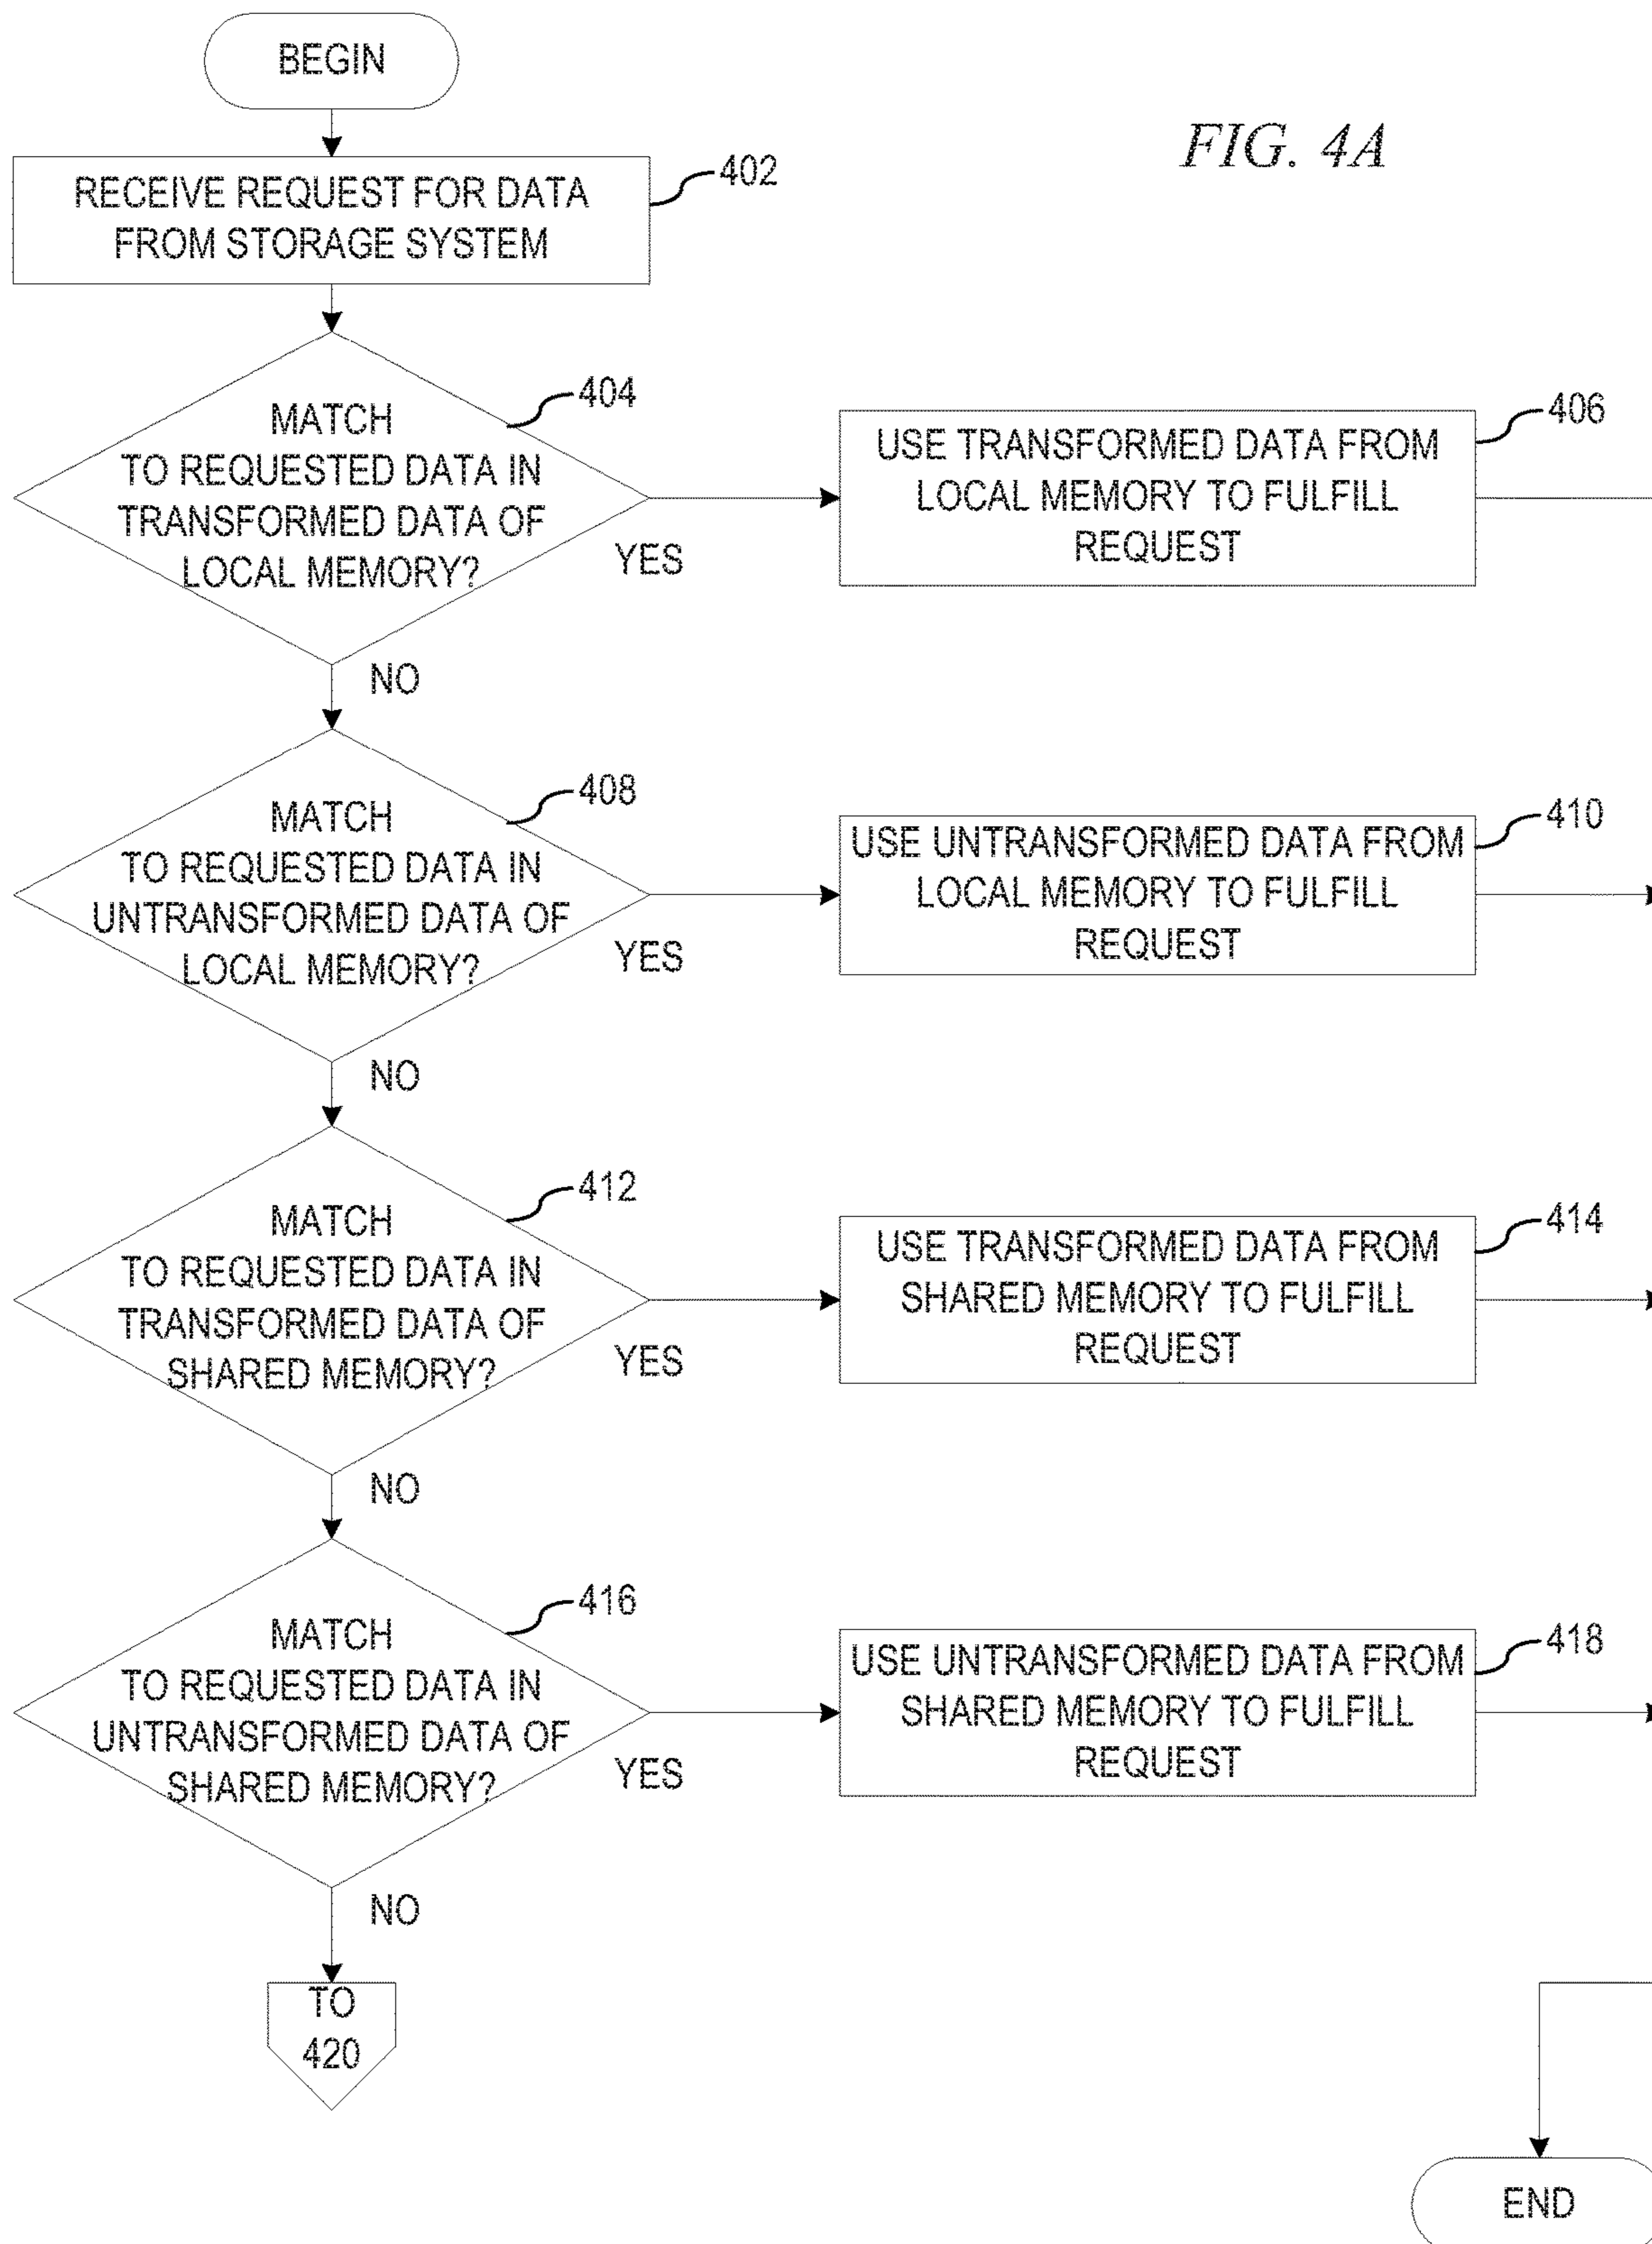 BEGIN
FIG. 4A
402
RECEIVE REQUEST FOR DATA
FROM STORAGE SYSTEM
404
MATCH
TO REQUESTED DATA IN
TRANSFORMED DATA OF
LOCAL MEMORY?
YES
NO
406
USE TRANSFORMED DATA FROM
LOCAL MEMORY TO FULFILL
REQUEST
408
MATCH
TO REQUESTED DATA IN
UNTRANSFORMED DATA OF
LOCAL MEMORY?
YES
NO
410
USE UNTRANSFORMED DATA FROM
LOCAL MEMORY TO FULFILL
REQUEST
412
MATCH
TO REQUESTED DATA IN
TRANSFORMED DATA OF
SHARED MEMORY?
YES
NO
414
USE TRANSFORMED DATA FROM
SHARED MEMORY TO FULFILL
REQUEST
416
MATCH
TO REQUESTED DATA IN
UNTRANSFORMED DATA OF
SHARED MEMORY?
YES
NO
418
USE UNTRANSFORMED DATA FROM
SHARED MEMORY TO FULFILL
REQUEST
TO
420
END